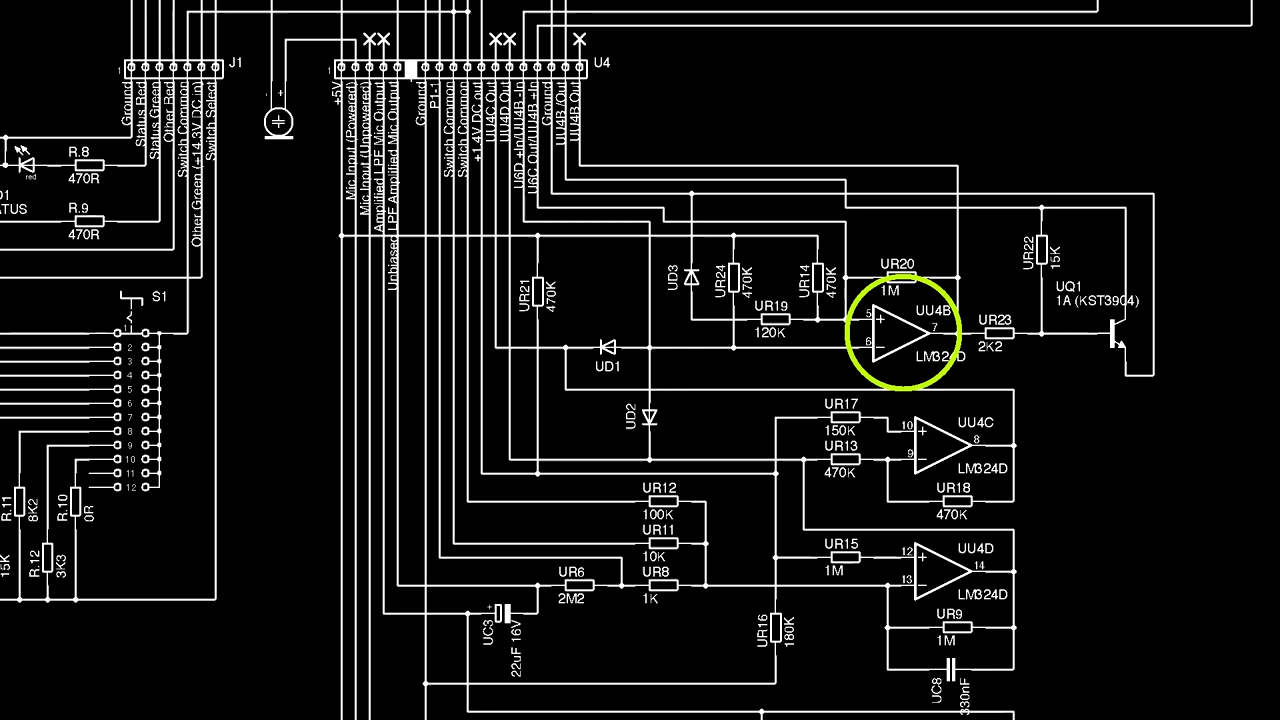 J1
1
Ground
Status Red
Status Green
Other Red
Switch Common
Other Green (+14.3V DC in)
Switch Select
R.8
470R
red
ATUS
R.9
470R
S1
1
2
3
4
5
6
7
8
9
10
11
12
R.11
8K2
R.10
0R
R.12
3K3
15K
+
U4
1
+5V
Mic Input (Powered)
Mic Input (Unpowered)
Amplified LPF Mic Output
Unbiased LPF Amplified Mic Output
Ground
P1-1
Switch Common
Switch Common
+1.4V DC out
UU4C Out
UU4D Out
U6D +In/UU4B -In
U6C Out/UU4B +In
Ground
UU4B /Out
UU4B Out
UR21
470K
UD3
UR24
470K
UR14
470K
UR19
120K
UR20
1M
UU4B
5
+
6
−
7
LM324D
UR23
2K2
UR22
15K
UQ1
1A (KST3904)
UD1
UD2
UR17
150K
UR13
470K
UU4C
10
+
9
−
8
LM324D
UR18
470K
UR12
100K
UR11
10K
UR6
2M2
UR8
1K
UR15
1M
UU4D
12
+
13
−
14
LM324D
UR9
1M
UC8
330nF
UR16
180K
UC3
+
22uF 16V